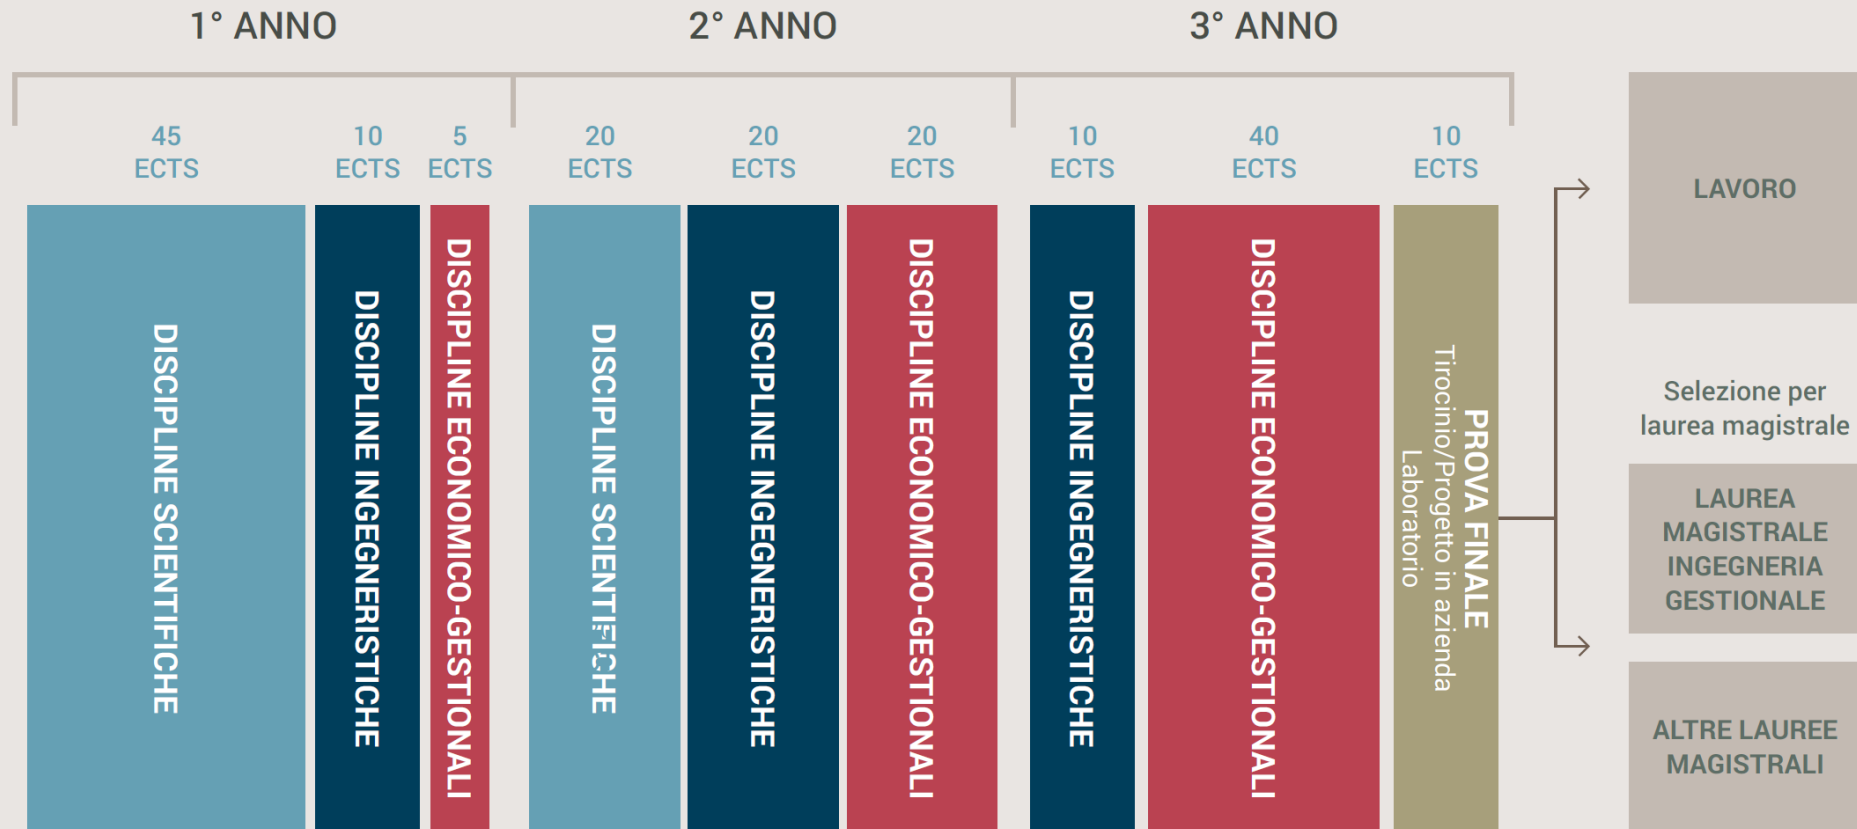 1° ANNO
2° ANNO
3° ANNO
45
ECTS
10
ECTS
5
ECTS
20
ECTS
20
ECTS
20
ECTS
10
ECTS
40
ECTS
10
ECTS
DISCIPLINE SCIENTIFICHE
DISCIPLINE INGEGNERISTICHE
DISCIPLINE ECONOMICO-GESTIONALI
DISCIPLINE SCIENTIFICHE
DISCIPLINE INGEGNERISTICHE
DISCIPLINE ECONOMICO-GESTIONALI
DISCIPLINE INGEGNERISTICHE
DISCIPLINE ECONOMICO-GESTIONALI
PROVA FINALE
Tirocinio/Progetto in azienda
Laboratorio
LAVORO
Selezione per
laurea magistrale
LAUREA
MAGISTRALE
INGEGNERIA
GESTIONALE
ALTRE LAUREE
MAGISTRALI